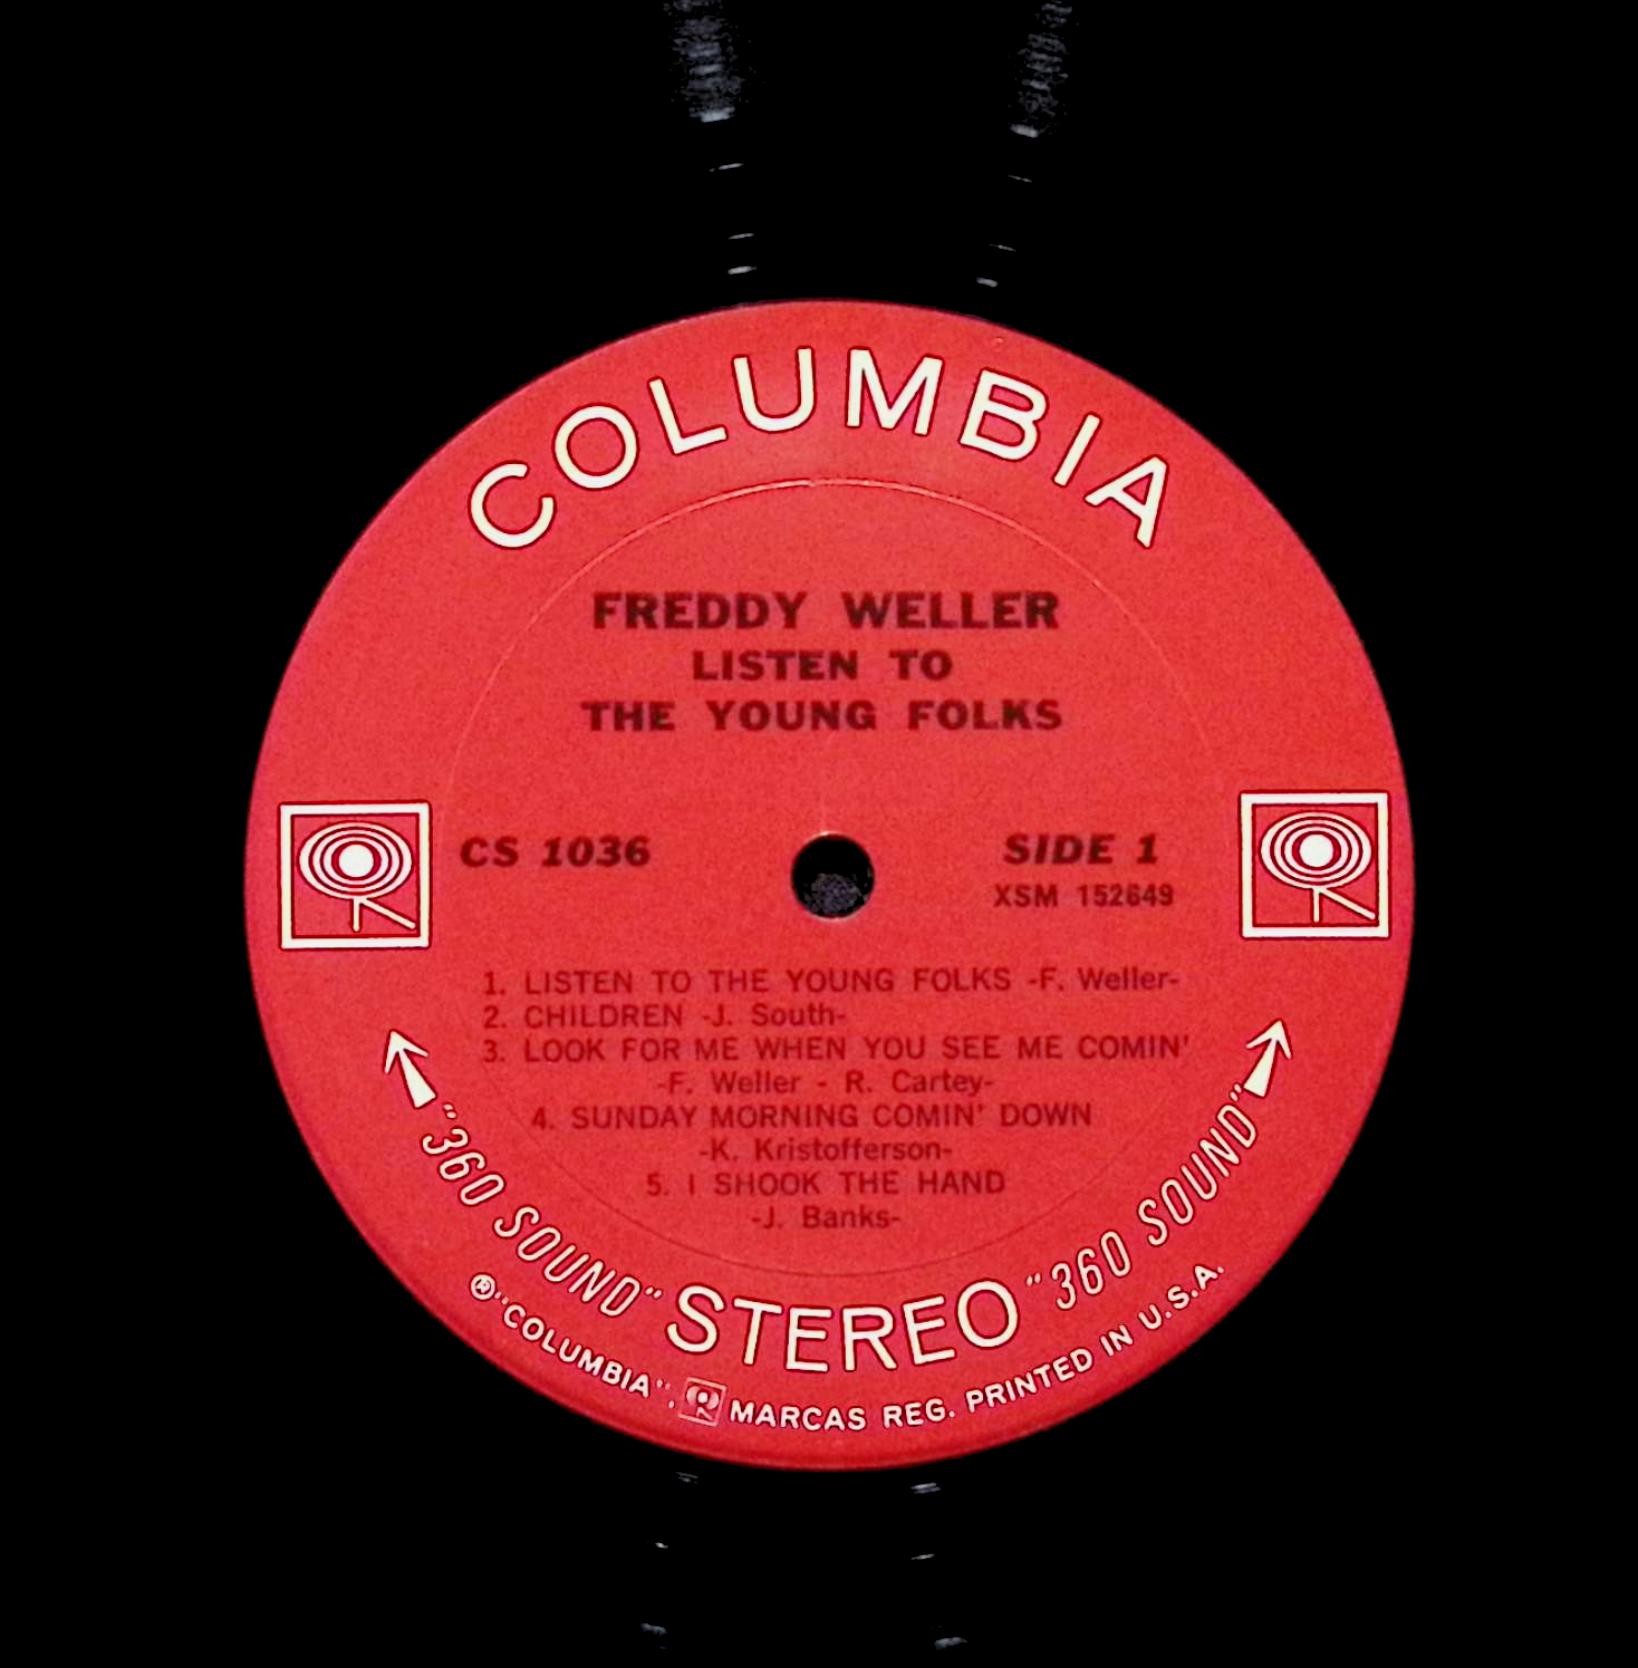 COLUMBIA
FREDDY WELLER
LISTEN TO
THE YOUNG FOLKS
CS 1036
SIDE 1
XSM 152649
1. LISTEN TO THE YOUNG FOLKS -F. Weller-
2. CHILDREN -J. South-
3. LOOK FOR ME WHEN YOU SEE ME COMIN'
-F. Weller - R. Cartey-
4. SUNDAY MORNING COMIN' DOWN
-K. Kristofferson-
5. I SHOOK THE HAND
-J. Banks-
"360 SOUND" STEREO "360 SOUND"
®"COLUMBIA", MARCAS REG. PRINTED IN U.S.A.